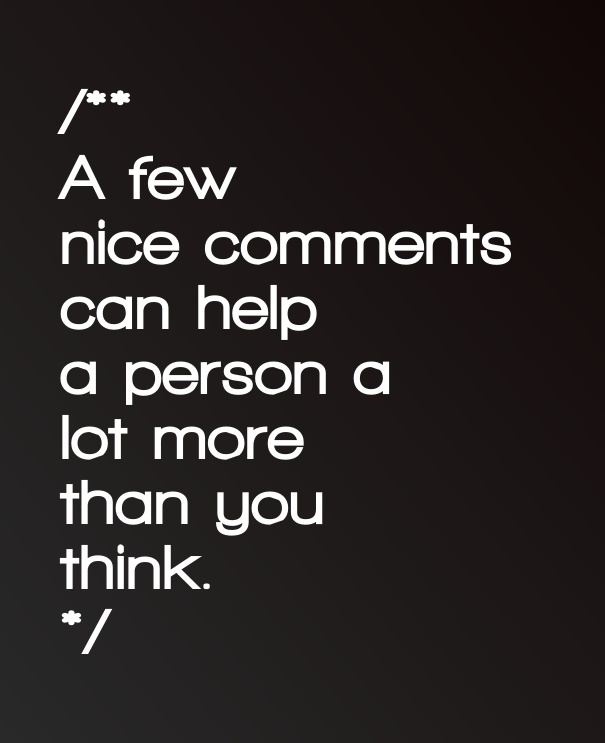 /**
A few
nice comments
can help
a person a
lot more
than you
think.
*/